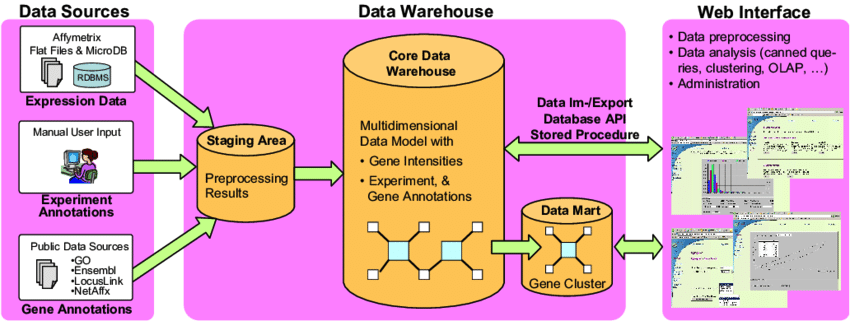 Data Sources
Affymetrix
Flat Files & MicroDB
RDBMS
Expression Data
Manual User Input
Experiment
Annotations
Public Data Sources
•GO
•Ensembl
•LocusLink
•NetAffx
Gene Annotations
Data Warehouse
Staging Area
Preprocessing
Results
Core Data
Warehouse
Multidimensional
Data Model with
• Gene Intensities
• Experiment, &
Gene Annotations
Data Im-/Export
Database API
Stored Procedure
Data Mart
Gene Cluster
Web Interface
• Data preprocessing
• Data analysis (canned que-
ries, clustering, OLAP, …)
• Administration